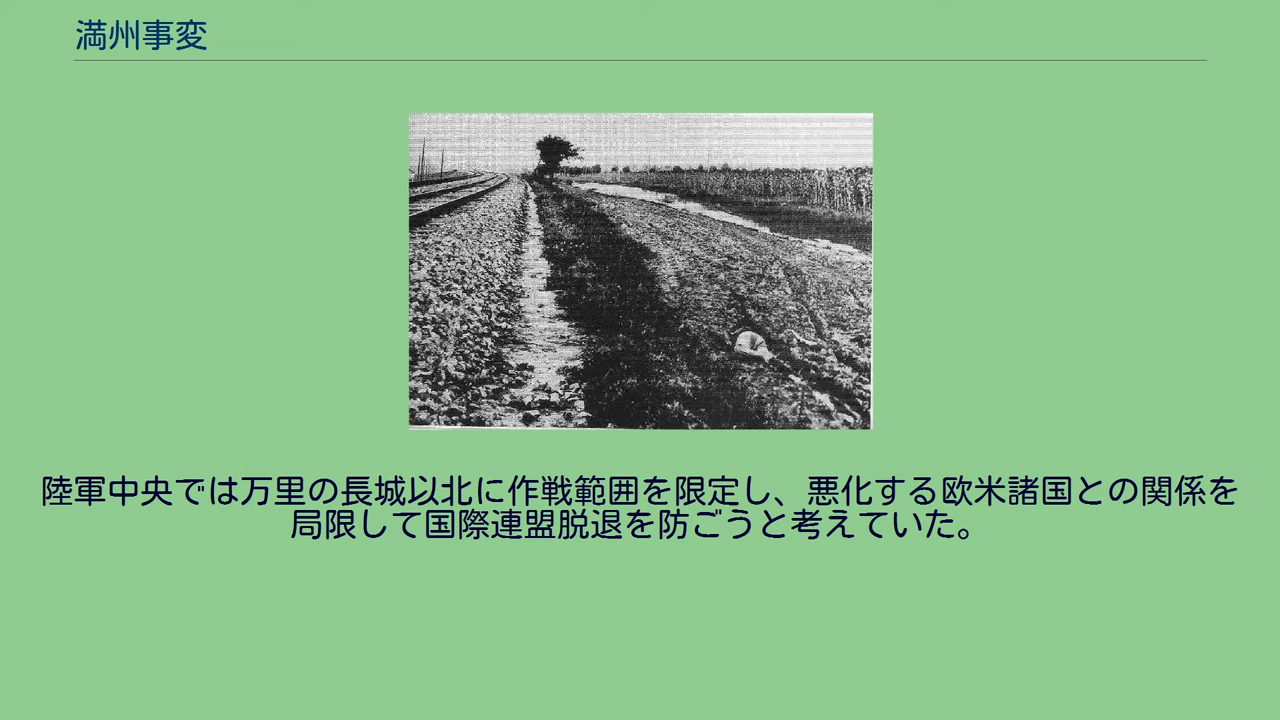 満州事変
陸軍中央では万里の長城以北に作戦範囲を限定し、悪化する欧米諸国との関係を
局限して国際連盟脱退を防ごうと考えていた。